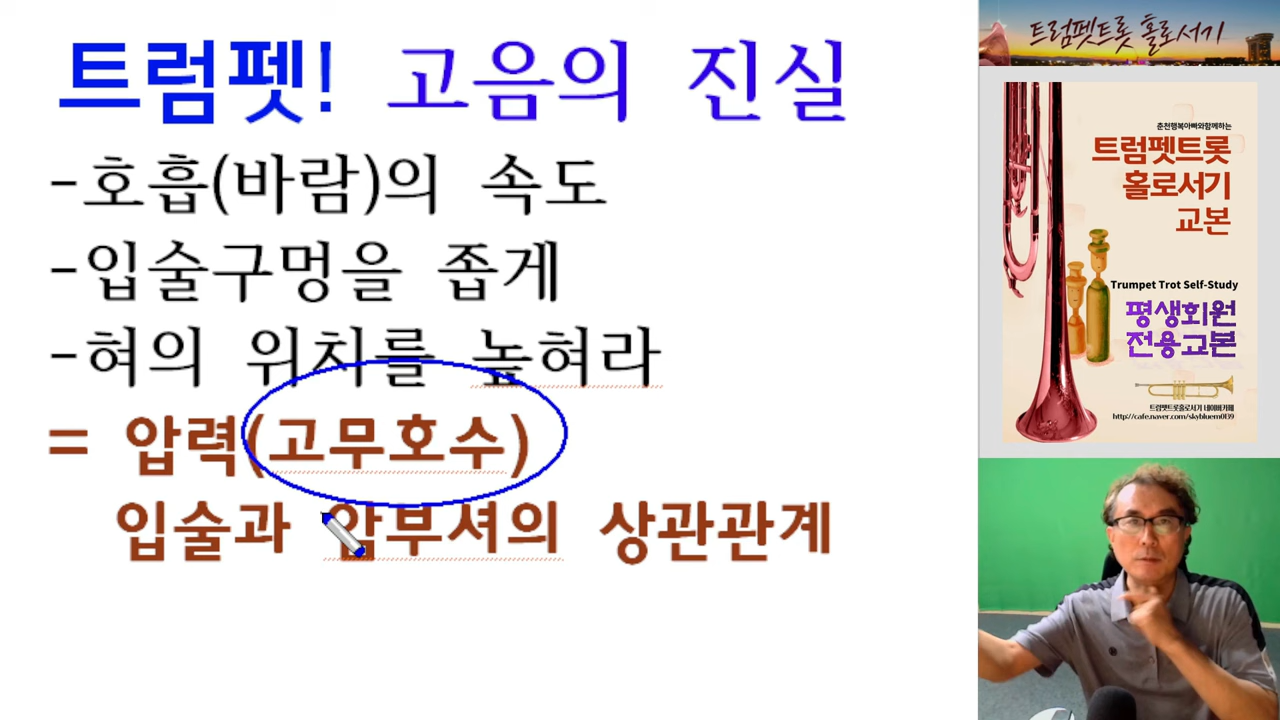 트럼펫! 고음의 진실
-호흡(바람)의 속도
-입술구멍을 좁게
-혀의 위치를 높혀라
= 압력(고무호수)
입술과 암부셔의 상관관계
트럼펫트롯 홀로서기
춘천행복아빠와함께하는
트럼펫트롯
홀로서기
교본
Trumpet Trot Self-Study
평생회원
전용교본
트럼펫트롯홀로서기 네이버카페
http://cafe.naver.com/skybluem0139